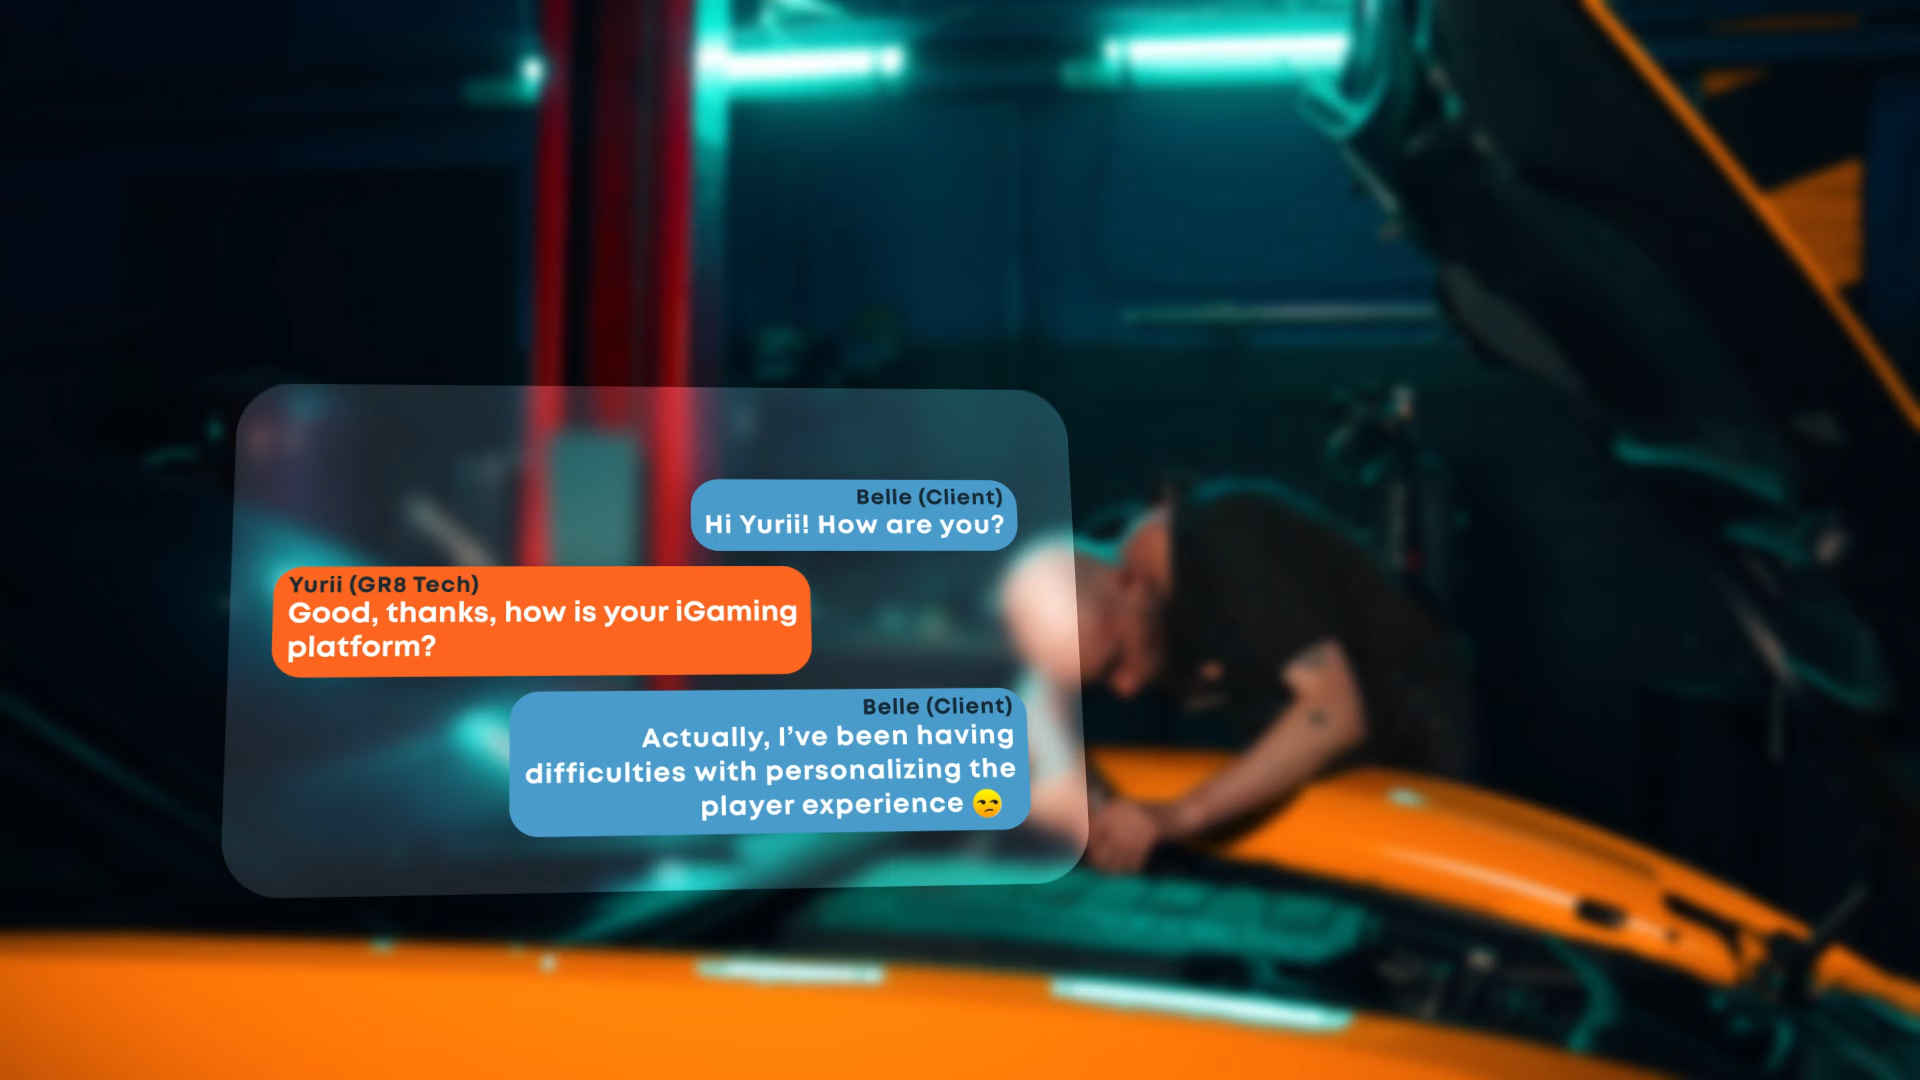 Belle (Client)
Hi Yurii! How are you?
Yurii (GR8 Tech)
Good, thanks, how is your iGaming
platform?
Belle (Client)
Actually, I’ve been having
difficulties with personalizing the
player experience 😒